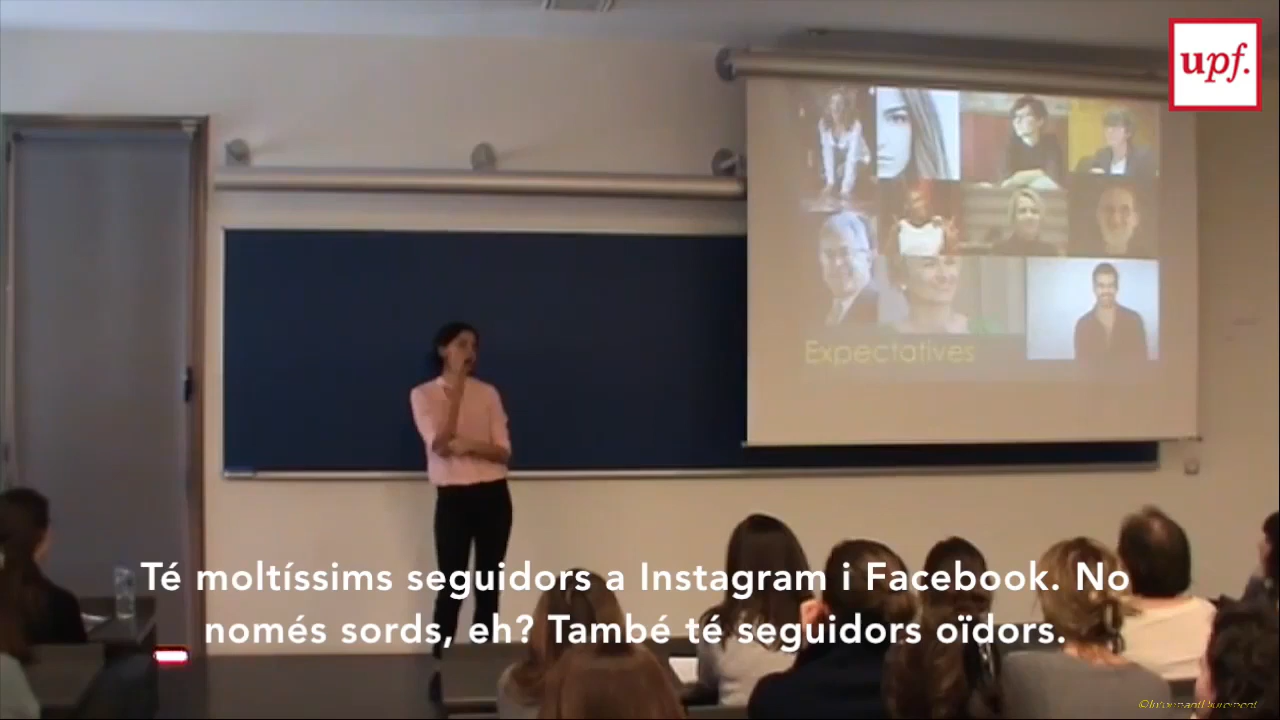 upf.
Expectatives
Té moltíssims seguidors a Instagram i Facebook. No
només sords, eh? També té seguidors oïdors.